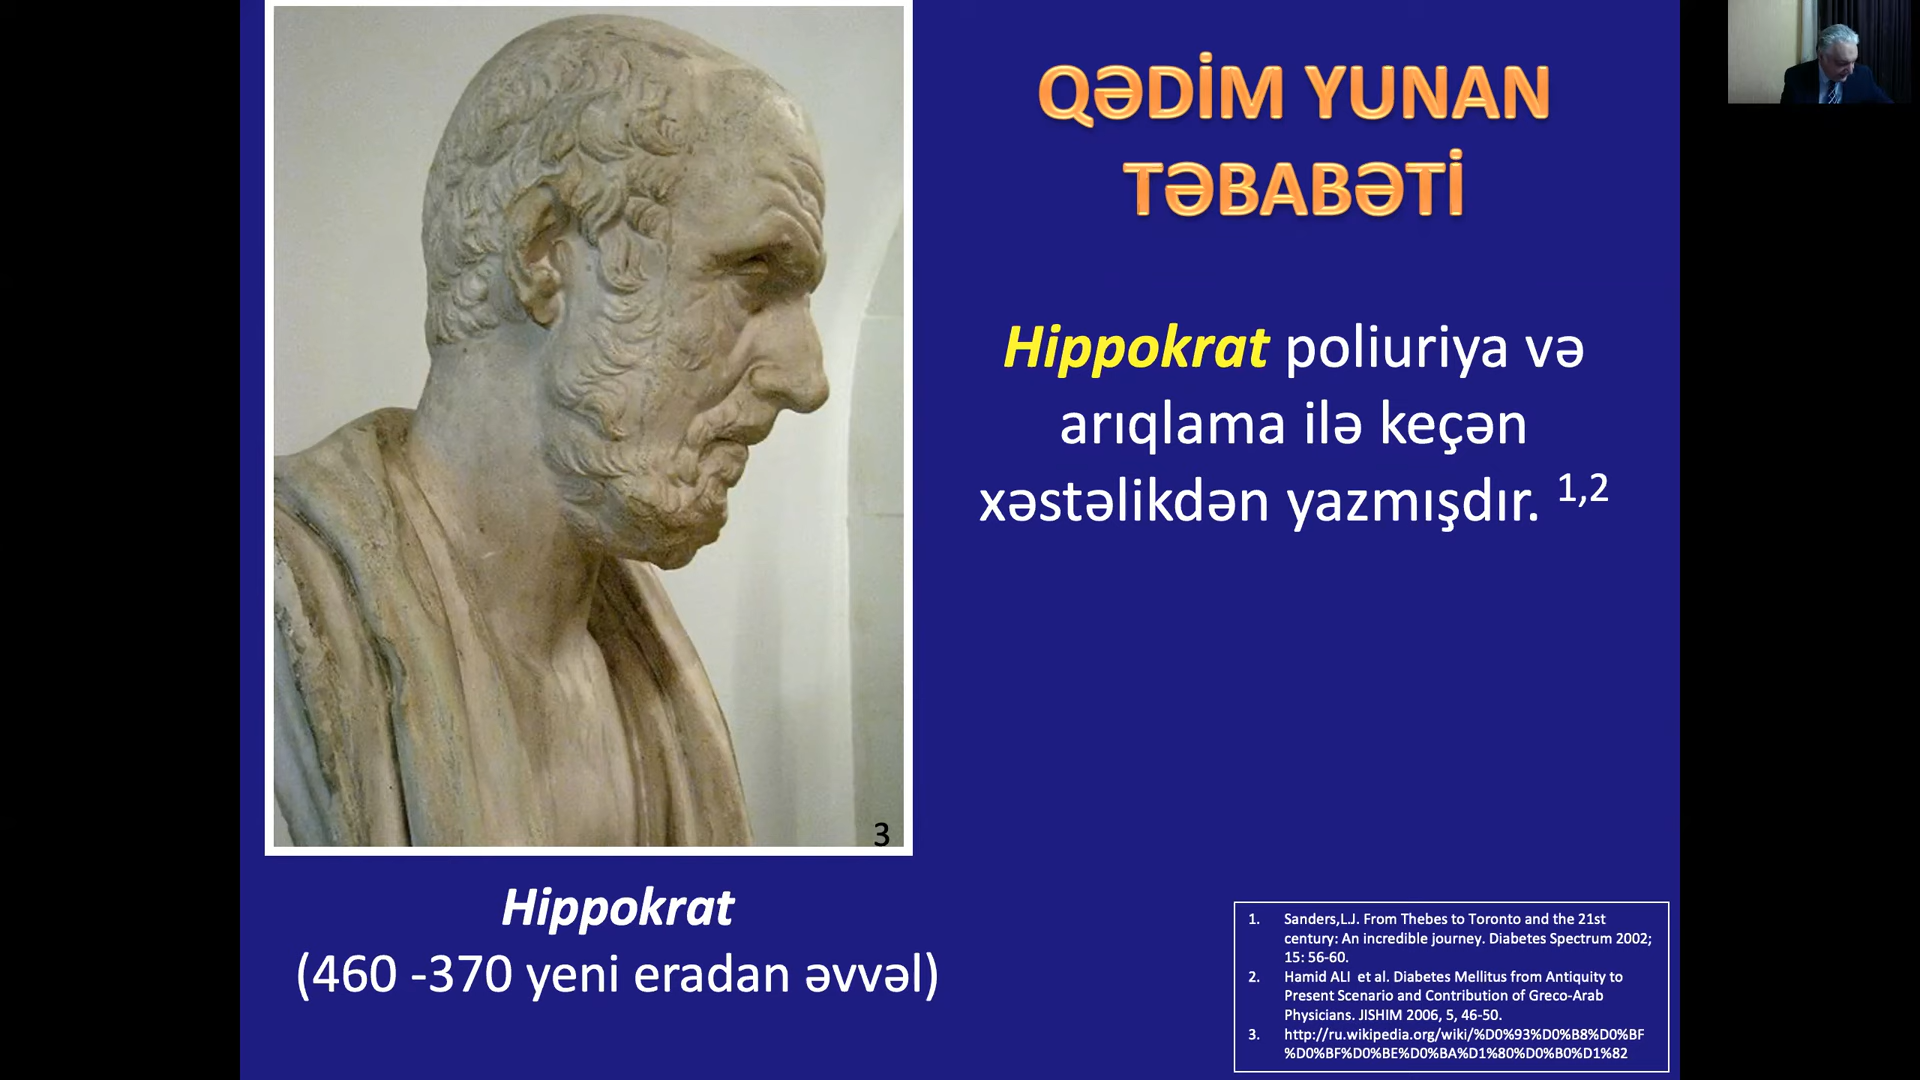 QƏDİM YUNAN
TƏBABƏTİ
Hippokrat poliuriya və
arıqlama ilə keçən
xəstəlikdən yazmışdır. 1,2
3
Hippokrat
(460 -370 yeni eradan əvvəl)
1. Sanders,L.J. From Thebes to Toronto and the 21st
century: An incredible journey. Diabetes Spectrum 2002;
15: 56-60.
2. Hamid ALI et al. Diabetes Mellitus from Antiquity to
Present Scenario and Contribution of Greco-Arab
Physicians. JISHIM 2006, 5, 46-50.
3. http://ru.wikipedia.org/wiki/%D0%93%D0%B8%D0%BF
%D0%BF%D0%BE%D0%BA%D1%80%D0%B0%D1%82